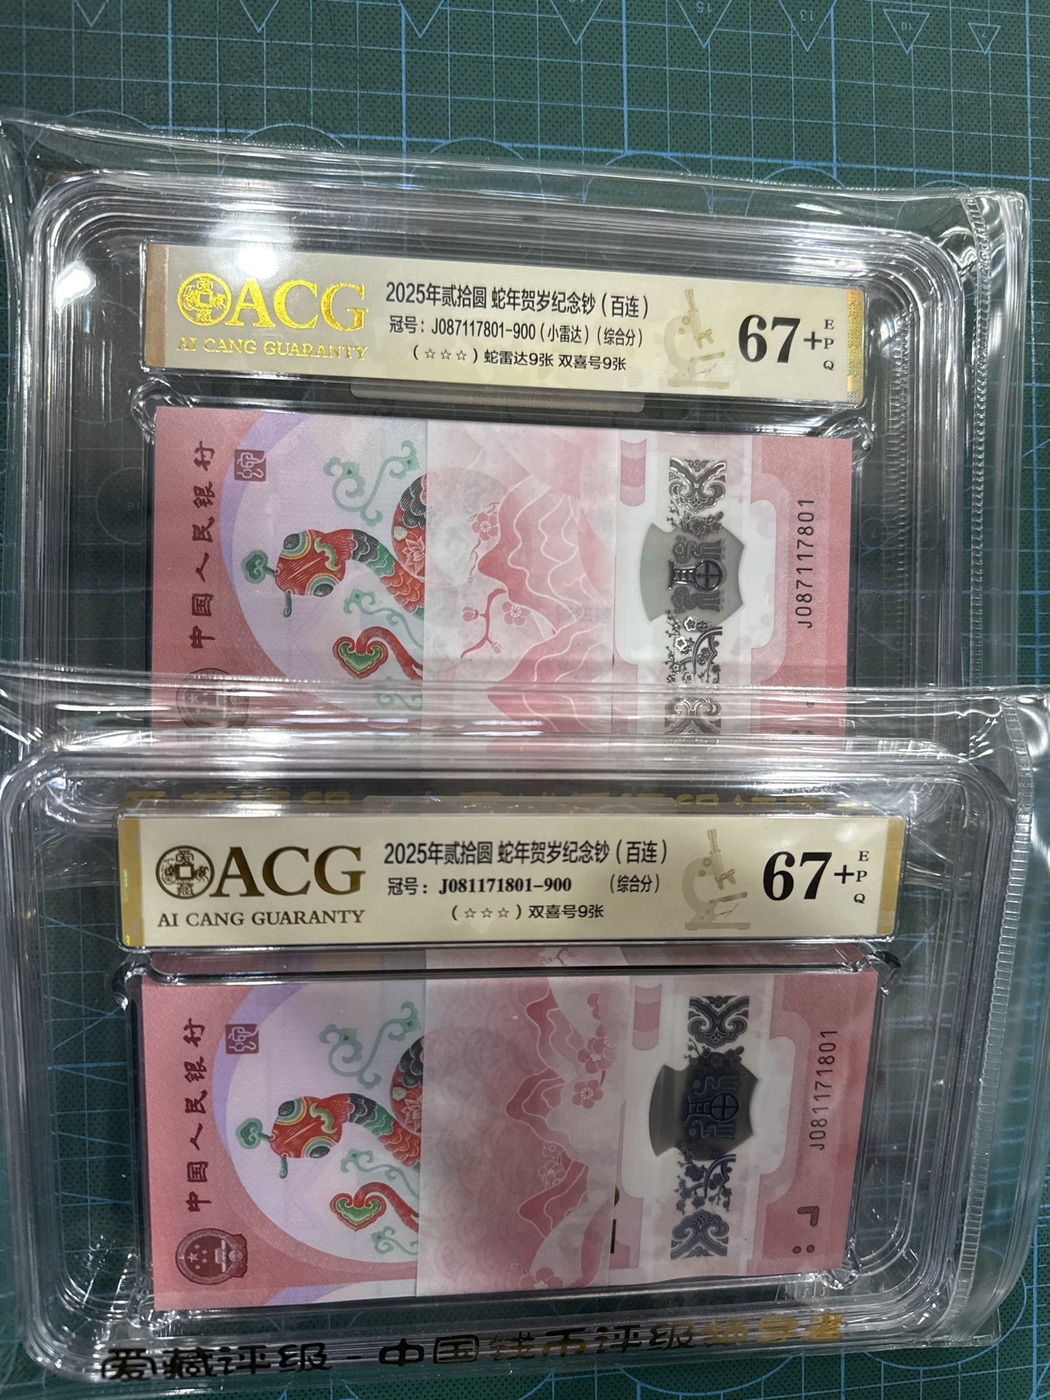 ACG
AI CANG GUARANTY
2025年贰拾圆 蛇年贺岁纪念钞（百连）
冠号：J087117801-900（小雷达）（综合分）
（☆☆☆）蛇雷达9张 双喜号9张
67+
EPQ
中国人民银行
J087117801
ACG
AI CANG GUARANTY
2025年贰拾圆 蛇年贺岁纪念钞（百连）
冠号：J081171801-900 （综合分）
（☆☆☆）双喜号9张
67+
EPQ
中国人民银行
J081171801
爱藏评级-中国钱币评级领导者